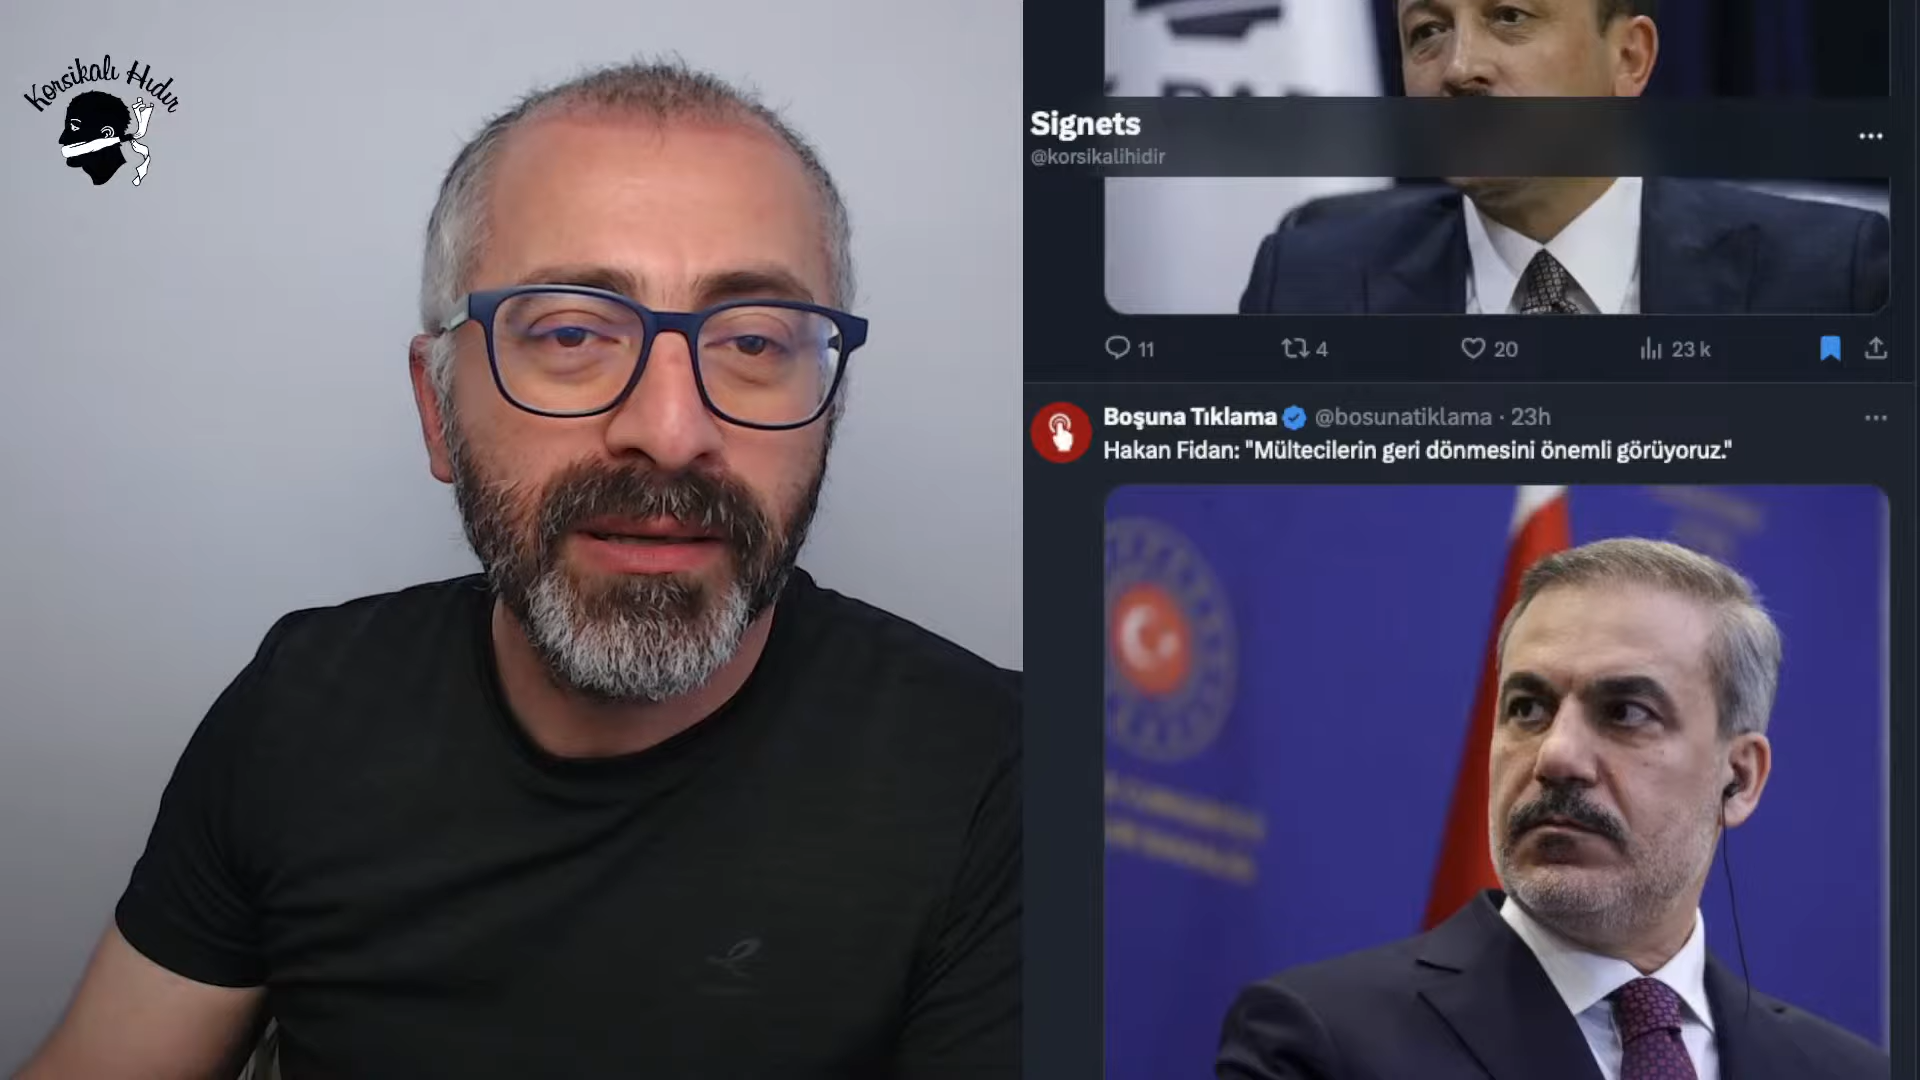 Korsikalı Hıdır
Signets
@korsikalihidir
11
4
20
23 k
Boşuna Tıklama @bosunatiklama · 23h
Hakan Fidan: "Mültecilerin geri dönmesini önemli görüyoruz."